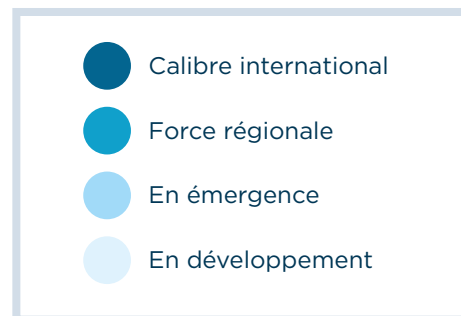 Calibre international
Force régionale
En émergence
En développement